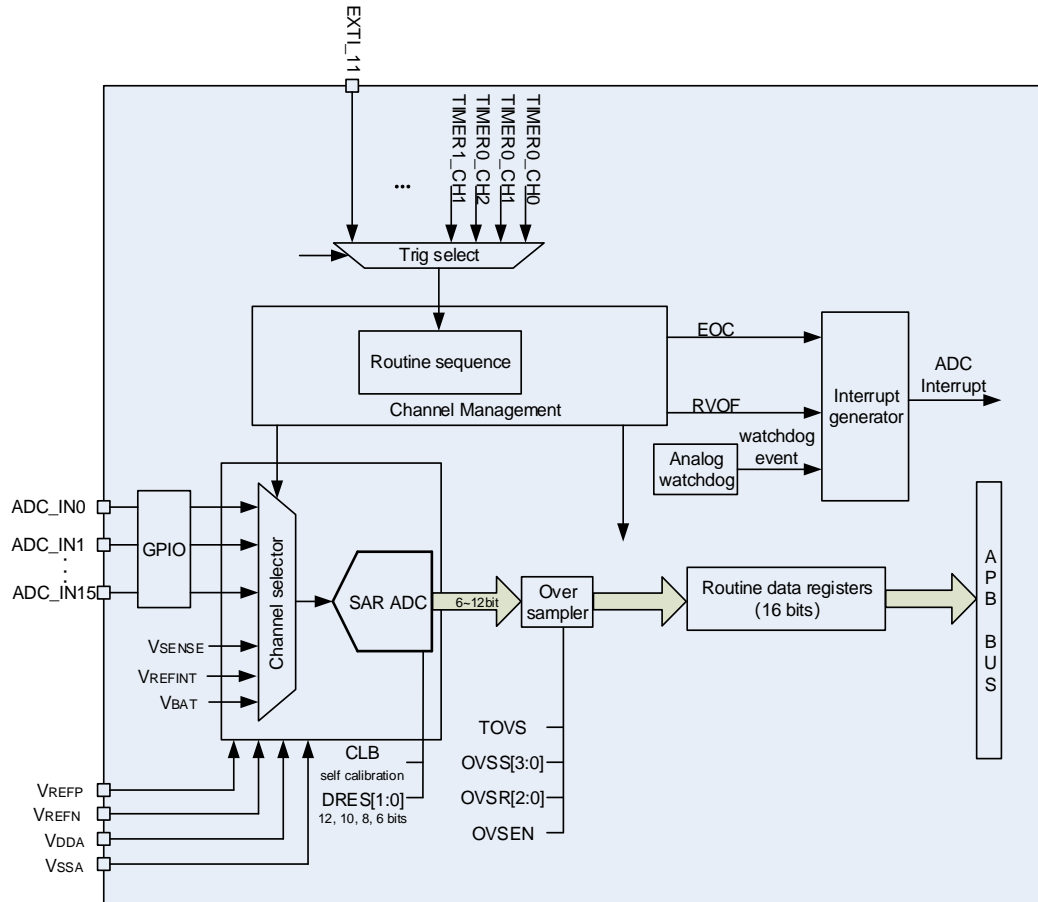 EXTI_11
TIMER1_CH1
TIMER0_CH2
TIMER0_CH1
TIMER0_CH0
...
Trig select
Routine sequence
Channel Management
EOC
RVOF
watchdog
event
Analog
watchdog
Interrupt
generator
ADC
Interrupt
ADC_IN0
ADC_IN1
ADC_IN15
GPIO
VSENSE
VREFINT
VBAT
Channel selector
SAR ADC
6~12bit
Over
sampler
Routine data registers
(16 bits)
APB BUS
CLB
self calibration
DRES[1:0]
12, 10, 8, 6 bits
TOVS
OVSS[3:0]
OVSR[2:0]
OVSEN
VREFP
VREFN
VDDA
VSSA